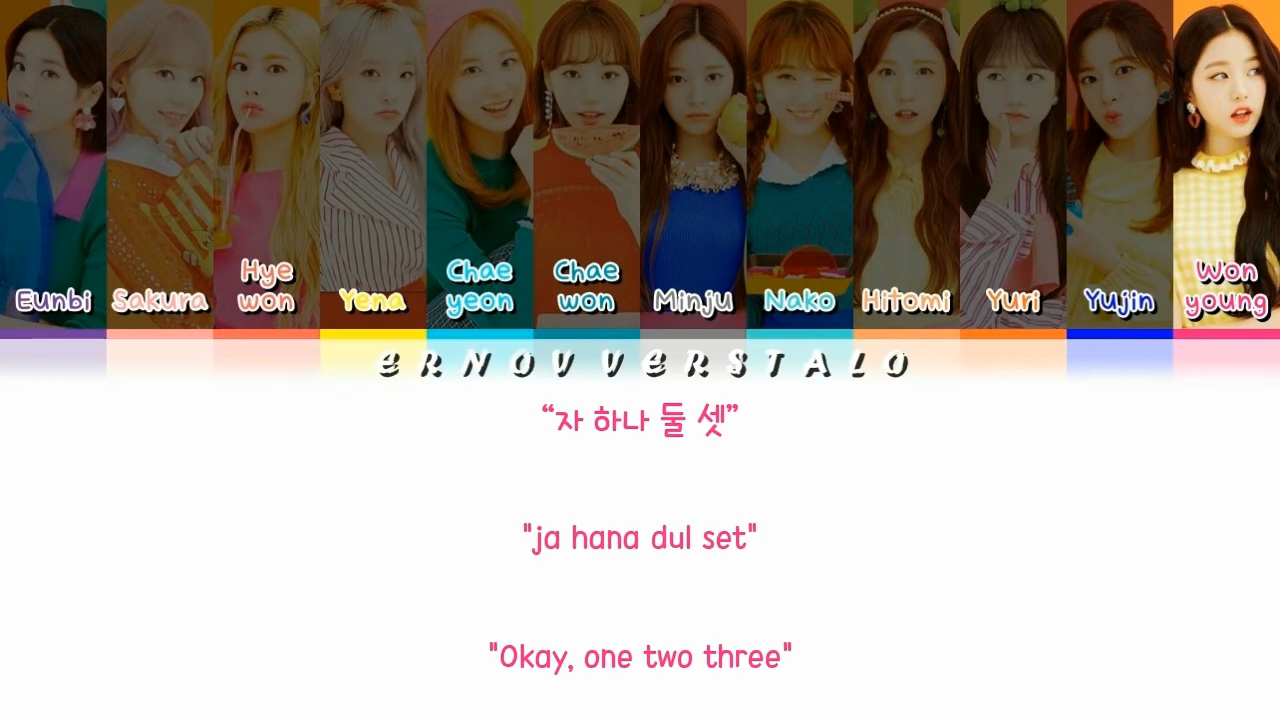 Eunbi
Sakura
Hye
won
Yena
Chae
yeon
Chae
won
Minju
Nako
Hitomi
Yuri
Yujin
Won
young
ERNOV VERSTALO
“자 하나 둘 셋”
"ja hana dul set"
"Okay, one two three"